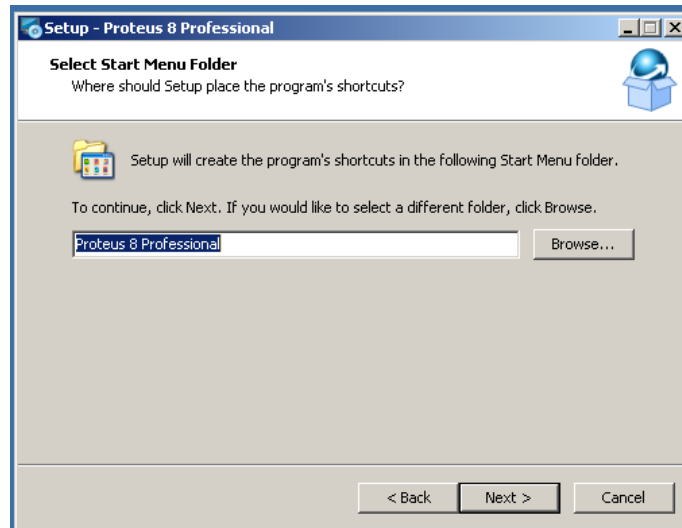 Setup - Proteus 8 Professional
Select Start Menu Folder
Where should Setup place the program's shortcuts?
Setup will create the program's shortcuts in the following Start Menu folder.
To continue, click Next. If you would like to select a different folder, click Browse.
Proteus 8 Professional Browse...
< Back Next > Cancel